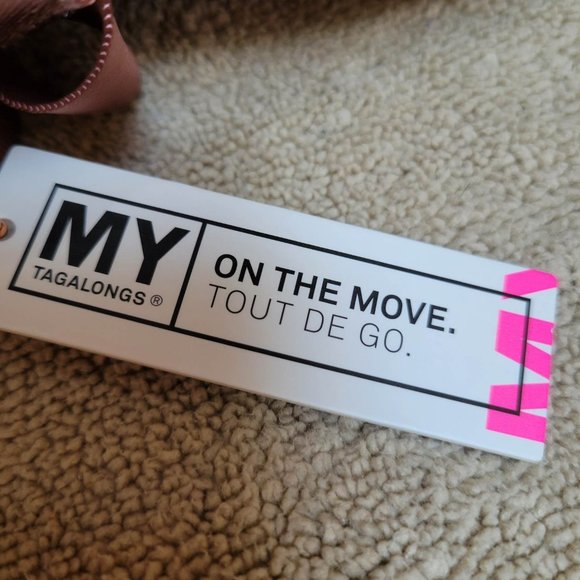 MY
TAGALONGS®
ON THE MOVE.
TOUT DE GO.